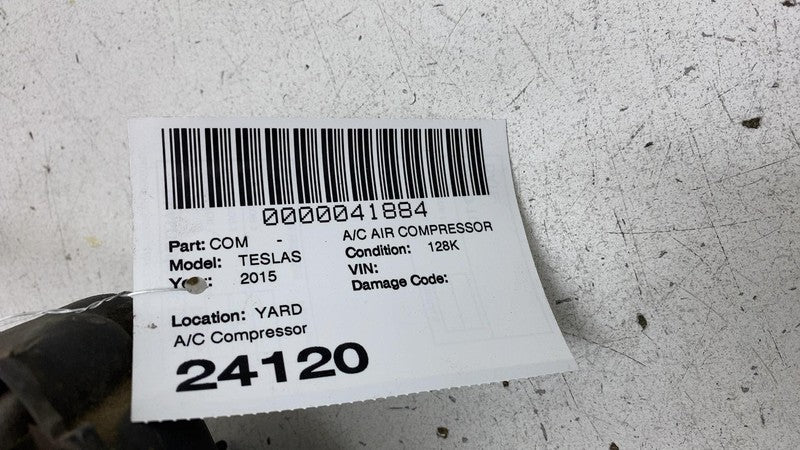 0000041884
Part: COM - A/C AIR COMPRESSOR
Model: TESLAS Condition: 128K
2015 VIN:
Damage Code:
Location: YARD
A/C Compressor
24120